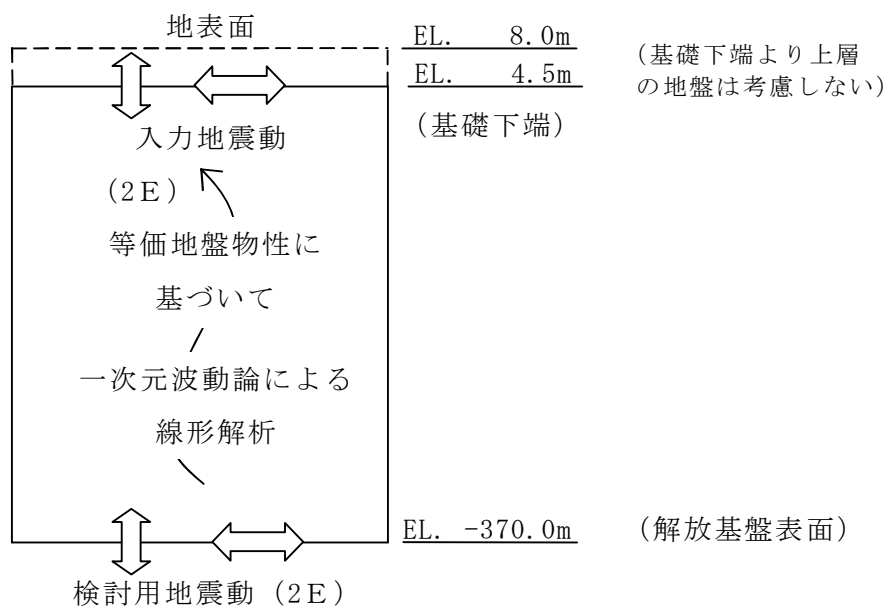 地表面
EL. 8.0m
(基礎下端より上層
の地盤は考慮しない)
EL. 4.5m
(基礎下端)
入力地震動
(2E)
等価地盤物性に
基づいて
一次元波動論による
線形解析
EL. -370.0m
(解放基盤表面)
検討用地震動 (2E)